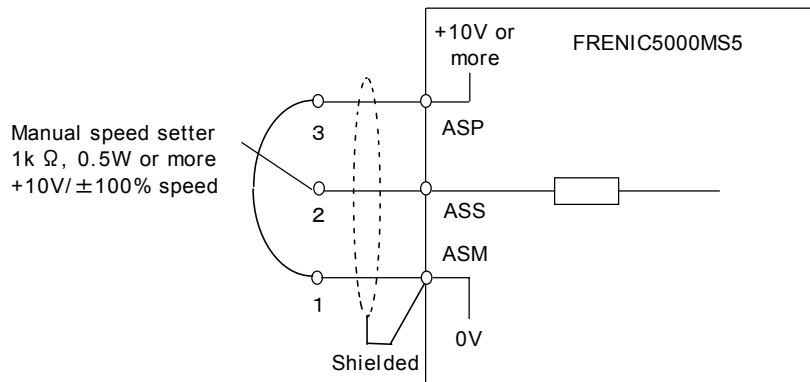 +10V or
more
FRENIC5000MS5
3
ASP
Manual speed setter
1k Ω, 0.5W or more
+10V/±100% speed
2
ASS
ASM
1
0V
Shielded